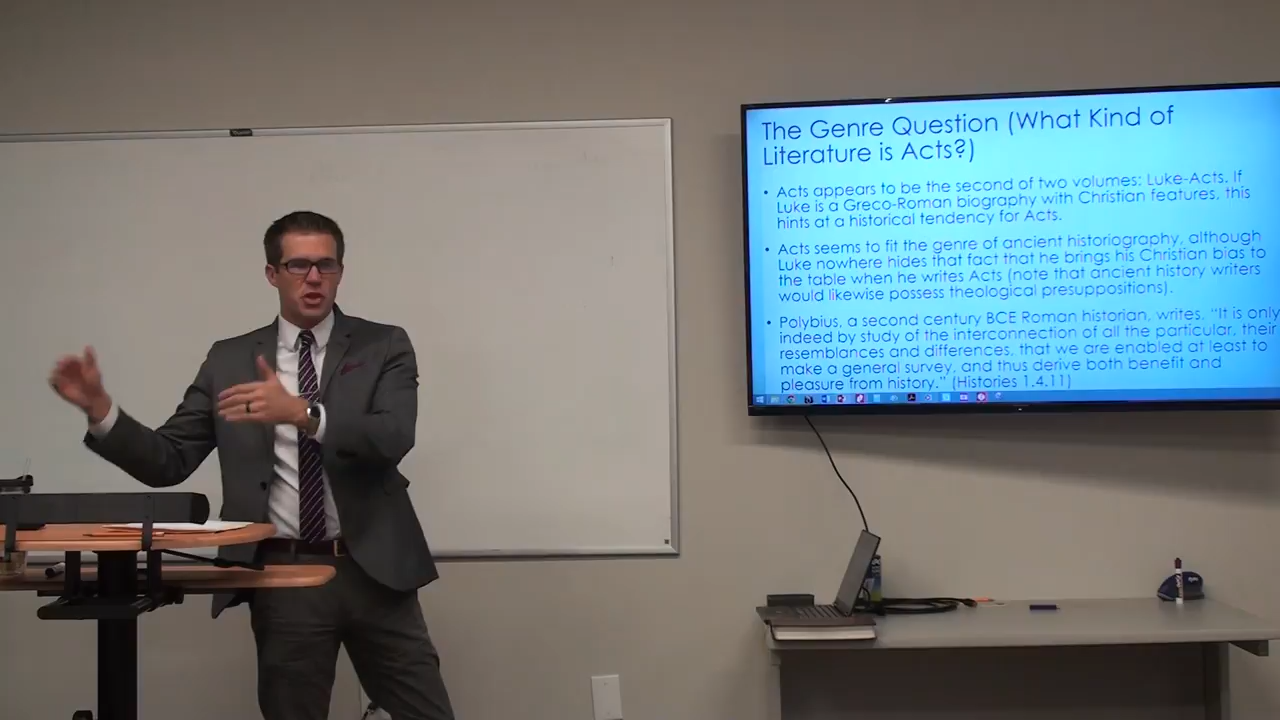 The Genre Question (What Kind of
Literature is Acts?)
• Acts appears to be the second of two volumes: Luke-Acts. If
Luke is a Greco-Roman biography with Christian features, this
hints at a historical tendency for Acts.
• Acts seems to fit the genre of ancient historiography, although
Luke nowhere hides that fact that he brings his Christian bias to
the table when he writes Acts (note that ancient history writers
would likewise possess theological presuppositions).
• Polybius, a second century BCE Roman historian, writes, "It is only
indeed by study of the interconnection of all the particular, their
resemblances and differences, that we are enabled at least to
make a general survey, and thus derive both benefit and
pleasure from history." (Histories 1.4.11)